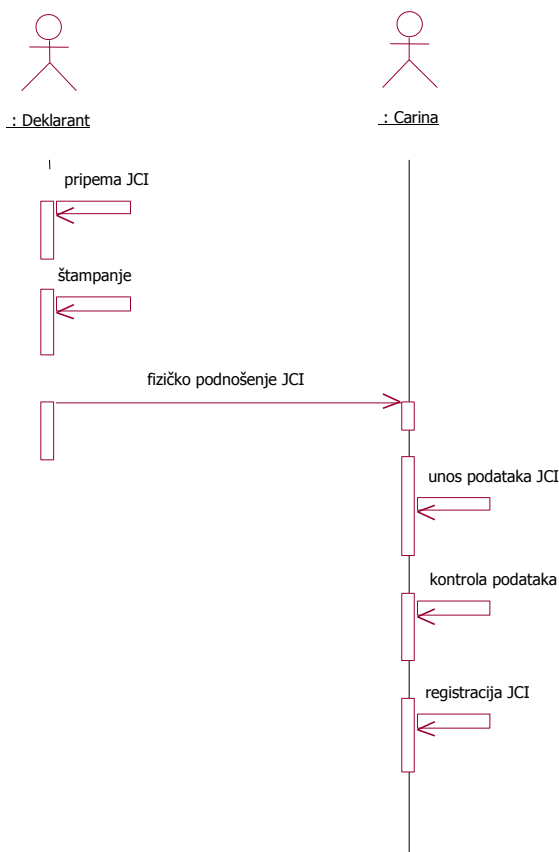 : Deklarant
: Carina
pripema JCI
štampanje
fizičko podnošenje JCI
unos podataka JCI
kontrola podataka
registracija JCI